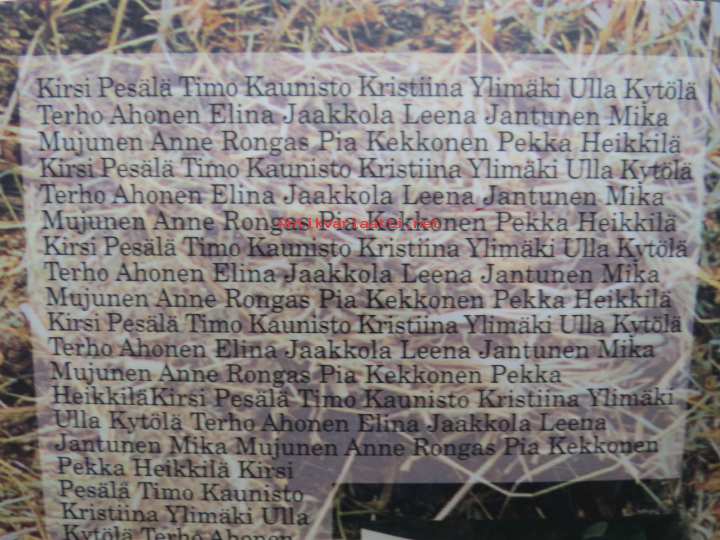 Kirsi Pesälä Timo Kaunisto Kristiina Ylimäki Ulla Kytölä
Terho Ahonen Elina Jaakkola Leena Jantunen Mika
Mujunen Anne Rongas Pia Kekkonen Pekka Heikkilä
Kirsi Pesälä Timo Kaunisto Kristiina Ylimäki Ulla Kytölä
Terho Ahonen Elina Jaakkola Leena Jantunen Mika
Mujunen Anne Rongas Pia Kekkonen Pekka Heikkilä
Kirsi Pesälä Timo Kaunisto Kristiina Ylimäki Ulla Kytölä
Terho Ahonen Elina Jaakkola Leena Jantunen Mika
Mujunen Anne Rongas Pia Kekkonen Pekka Heikkilä
Kirsi Pesälä Timo Kaunisto Kristiina Ylimäki Ulla Kytölä
Terho Ahonen Elina Jaakkola Leena Jantunen Mika
Mujunen Anne Rongas Pia Kekkonen Pekka
HeikkiläKirsi Pesälä Timo Kaunisto Kristiina Ylimäki
Ulla Kytölä Terho Ahonen Elina Jaakkola Leena
Jantunen Mika Mujunen Anne Rongas Pia Kekkonen
Pekka Heikkilä Kirsi
Pesälä Timo Kaunisto
Kristiina Ylimäki Ulla
Kytölä Terho Ahonen